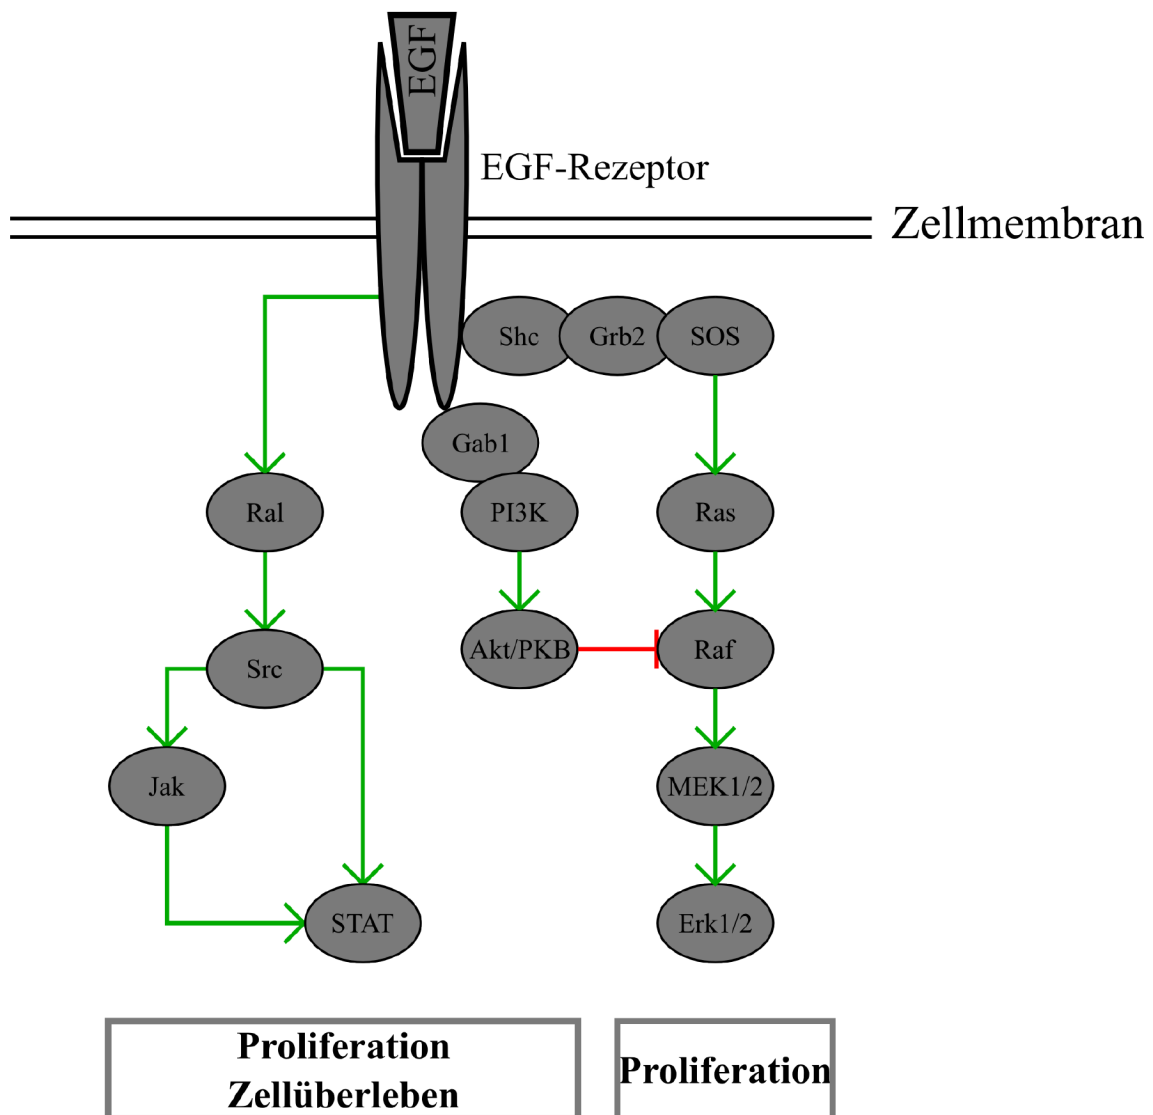 EGF
EGF-Rezeptor
Zellmembran
Shc
Grb2
SOS
Gab1
Ral
PI3K
Ras
Src
Akt/PKB
Raf
Jak
MEK1/2
STAT
Erk1/2
Proliferation
Zellüberleben
Proliferation